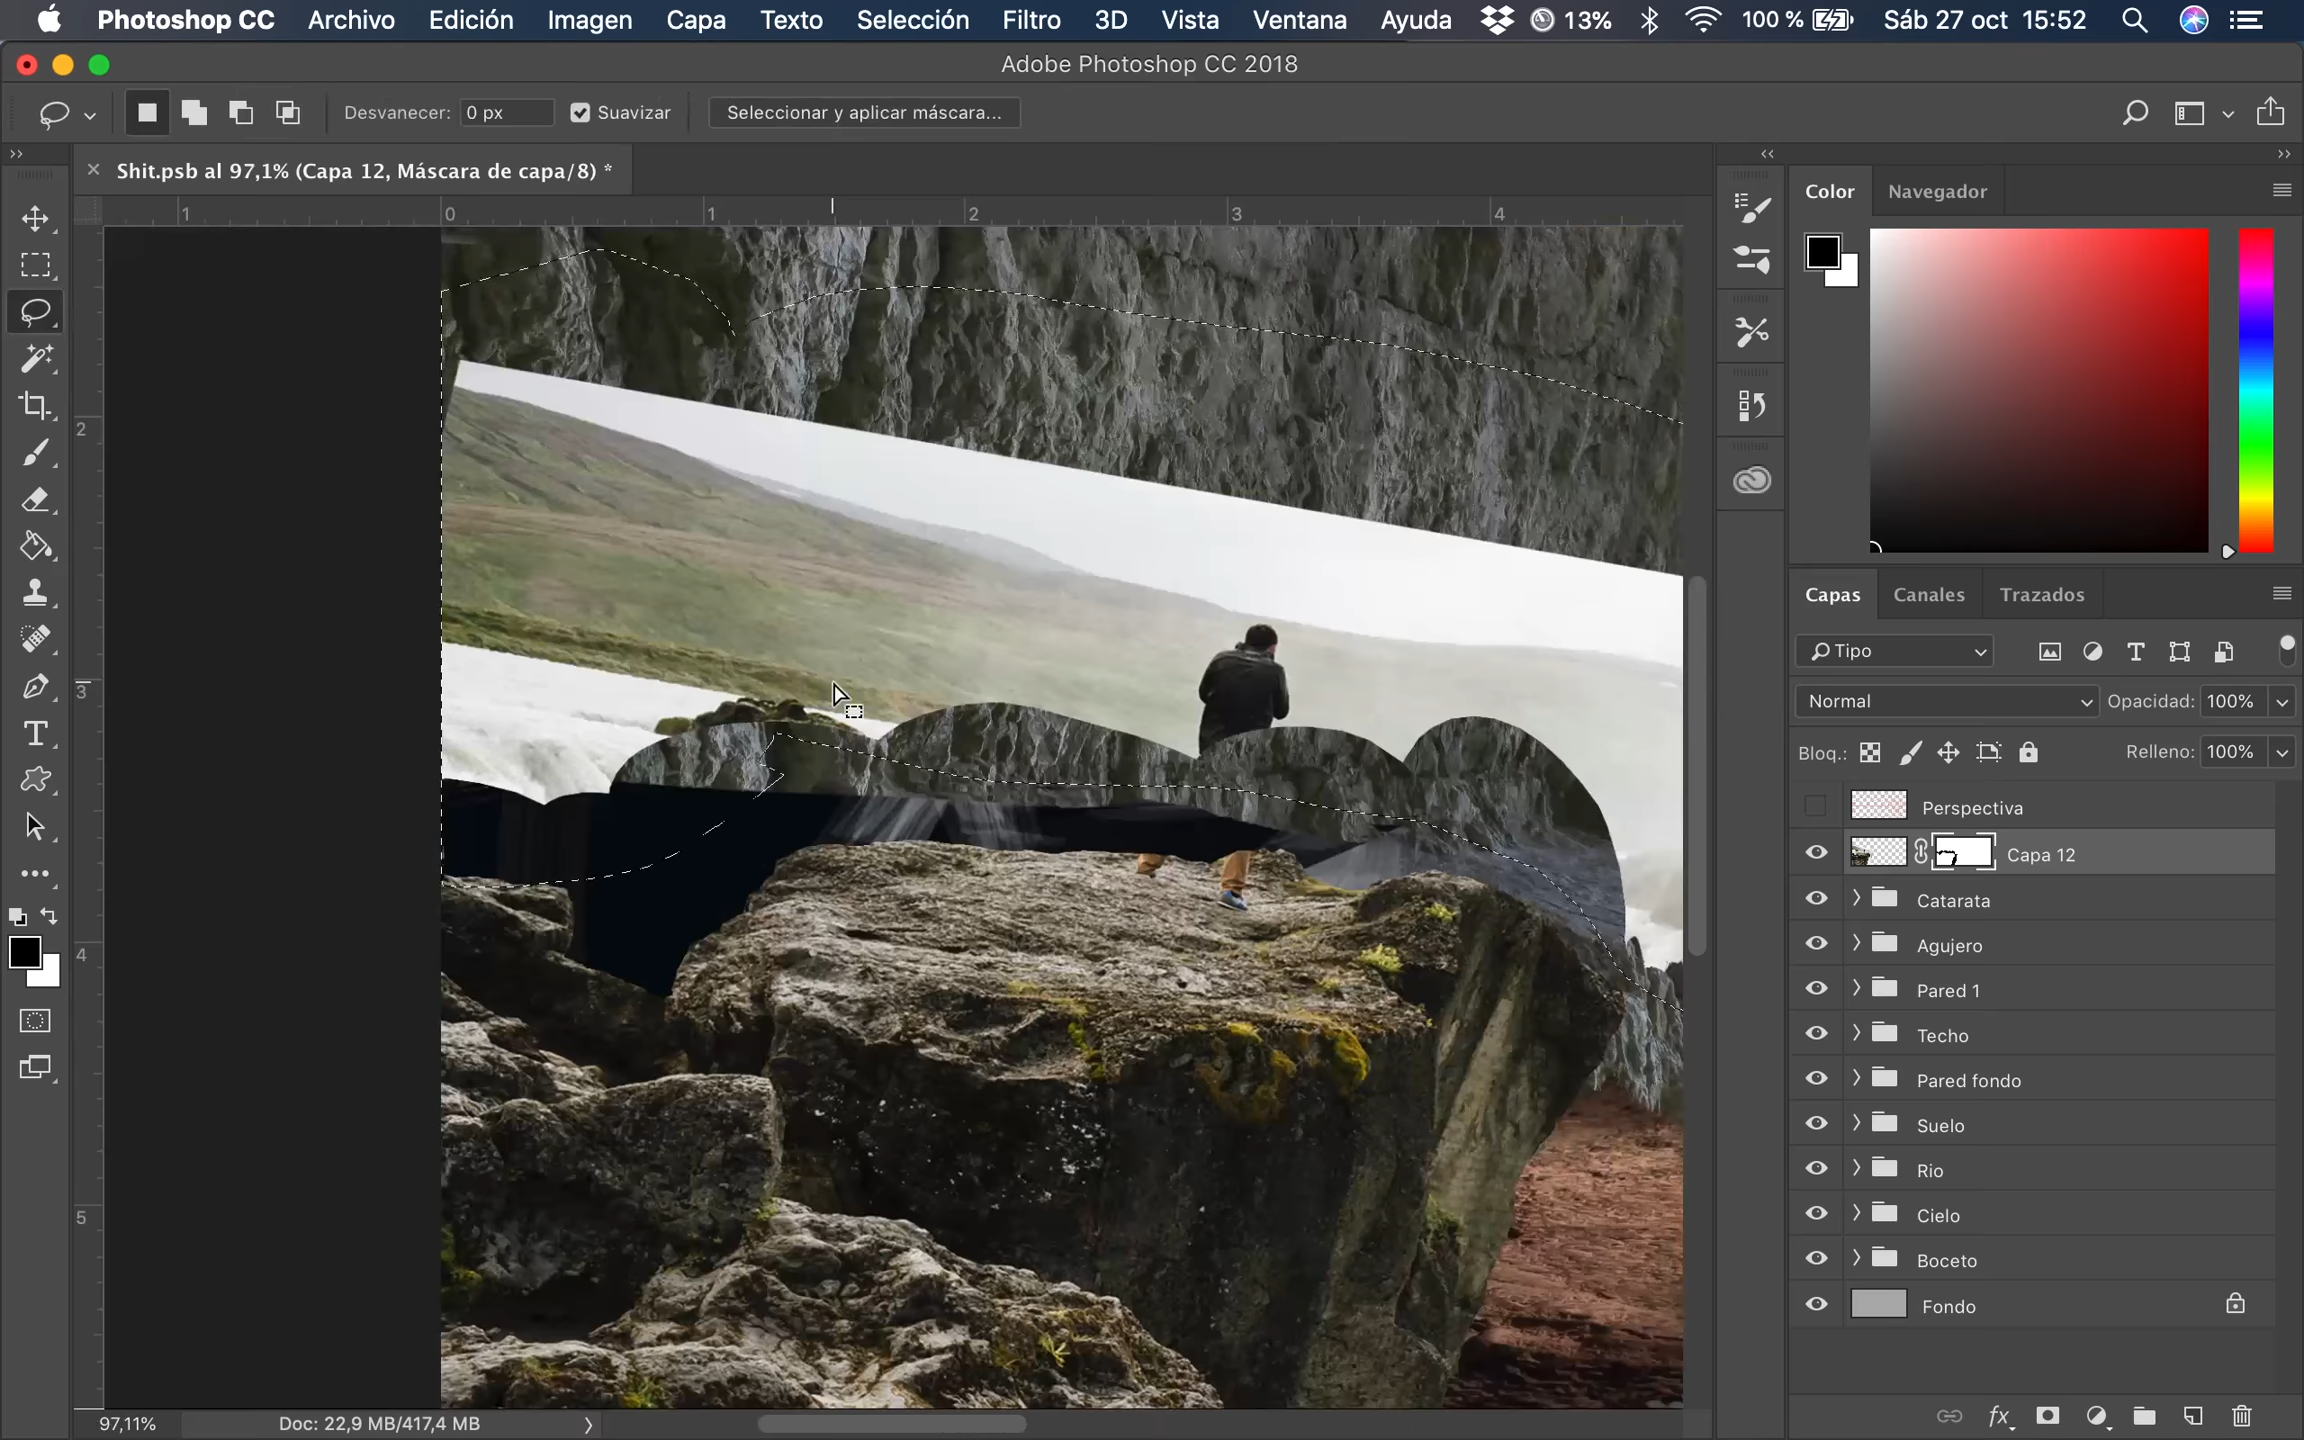 Photoshop CC Archivo Edición Imagen Capa Texto Selección Filtro 3D Vista Ventana Ayuda 13% 100 % Sáb 27 oct 15:52
Adobe Photoshop CC 2018
Desvanecer: 0 px Suavizar Seleccionar y aplicar máscara...
Shit.psb al 97,1% (Capa 12, Máscara de capa/8) *
1 0 1 2 3 4
2
3
4
5
Color Navegador
Capas Canales Trazados
Tipo
Normal Opacidad: 100%
Bloq.: Relleno: 100%
Perspectiva
Capa 12
Catarata
Agujero
Pared 1
Techo
Pared fondo
Suelo
Rio
Cielo
Boceto
Fondo
fx
97,11% Doc: 22,9 MB/417,4 MB